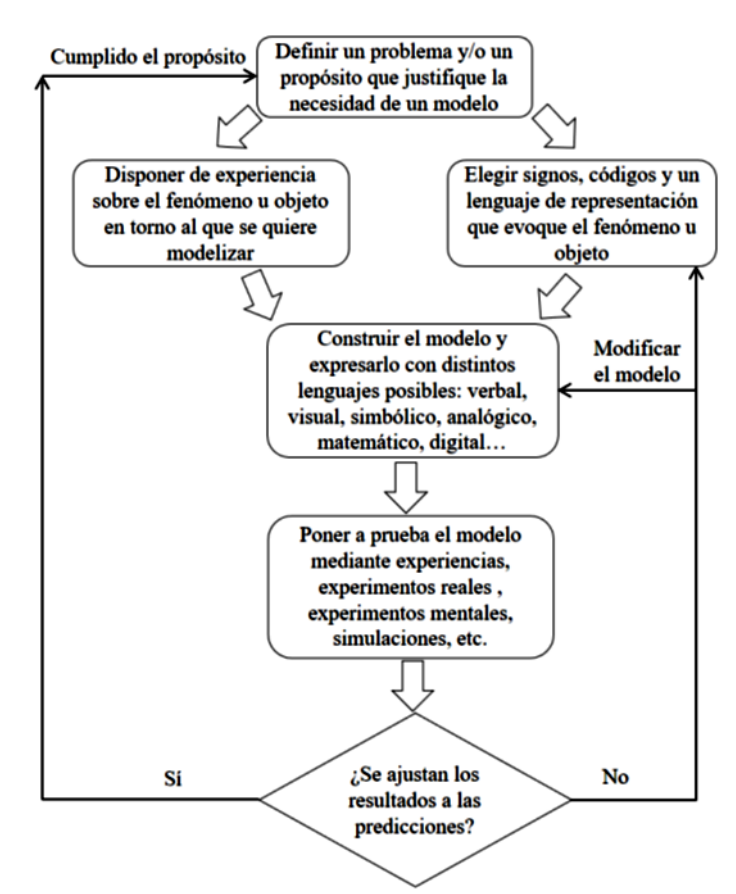 Cumplido el propósito
Definir un problema y/o un
propósito que justifique la
necesidad de un modelo
Disponer de experiencia
sobre el fenómeno u objeto
en torno al que se quiere
modelizar
Elegir signos, códigos y un
lenguaje de representación
que evoque el fenómeno u
objeto
Construir el modelo y
expresarlo con distintos
lenguajes posibles: verbal,
visual, simbólico, analógico,
matemático, digital…
Modificar
el modelo
Poner a prueba el modelo
mediante experiencias,
experimentos reales ,
experimentos mentales,
simulaciones, etc.
Sí
¿Se ajustan los
resultados a las
predicciones?
No